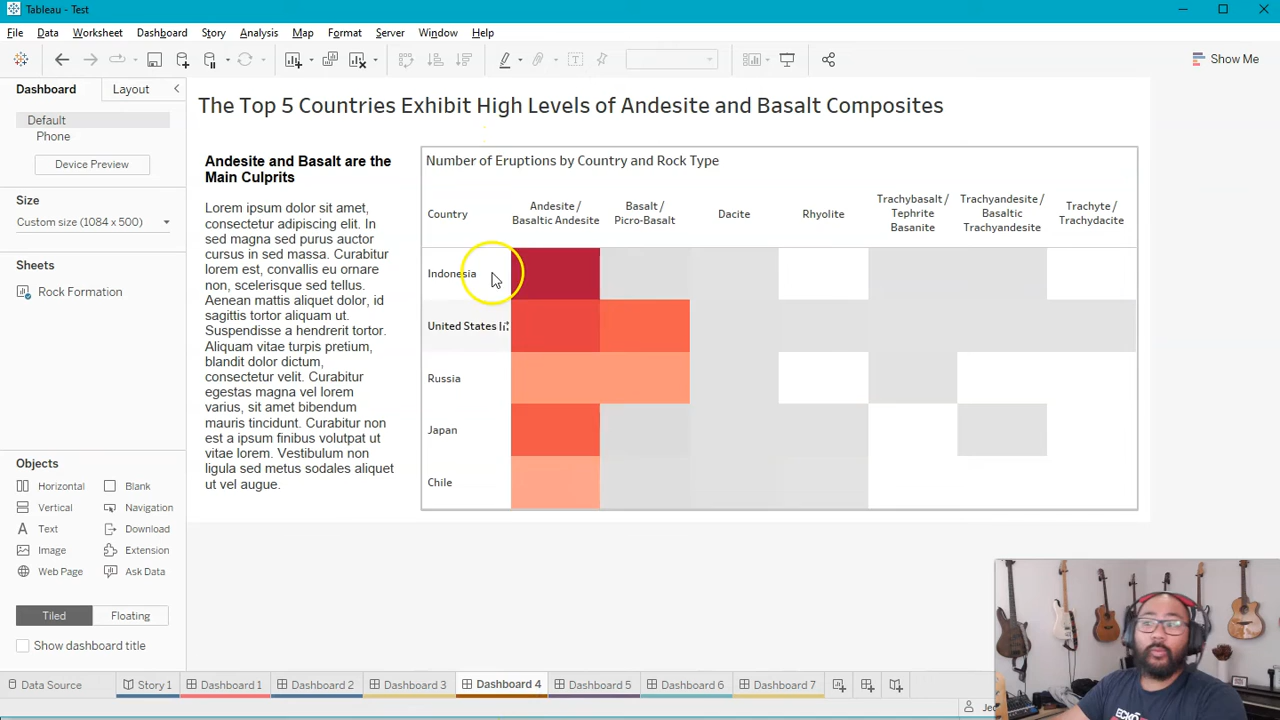 Tableau - Test
File Data Worksheet Dashboard Story Analysis Map Format Server Window Help
Show Me
Dashboard Layout
Default
Phone
Device Preview
Size
Custom size (1084 x 500)
Sheets
Rock Formation
Objects
Horizontal Blank
Vertical Navigation
Text Download
Image Extension
Web Page Ask Data
Tiled Floating
Show dashboard title
The Top 5 Countries Exhibit High Levels of Andesite and Basalt Composites
Andesite and Basalt are the
Main Culprits
Lorem ipsum dolor sit amet,
consectetur adipiscing elit. In
sed magna sed purus auctor
cursus in sed massa. Curabitur
lorem est, convallis eu ornare
non, scelerisque sed tellus.
Aenean mattis aliquet dolor, id
sagittis tortor aliquam ut.
Suspendisse a hendrerit tortor.
Aliquam vitae turpis pretium,
blandit dolor dictum,
consectetur velit. Curabitur
egestas magna vel lorem
varius, sit amet bibendum
mauris tincidunt. Curabitur non
est a ipsum finibus volutpat ut
vitae lorem. Vestibulum non
ligula sed metus sodales aliquet
ut vel augue.
Number of Eruptions by Country and Rock Type
Country
Andesite /
Basaltic Andesite
Basalt /
Picro-Basalt
Dacite
Rhyolite
Trachybasalt /
Tephrite
Basanite
Trachyandesite /
Basaltic
Trachyandesite
Trachyte /
Trachydacite
Indonesia
United States
Russia
Japan
Chile
Data Source Story 1 Dashboard 1 Dashboard 2 Dashboard 3 Dashboard 4 Dashboard 5 Dashboard 6 Dashboard 7